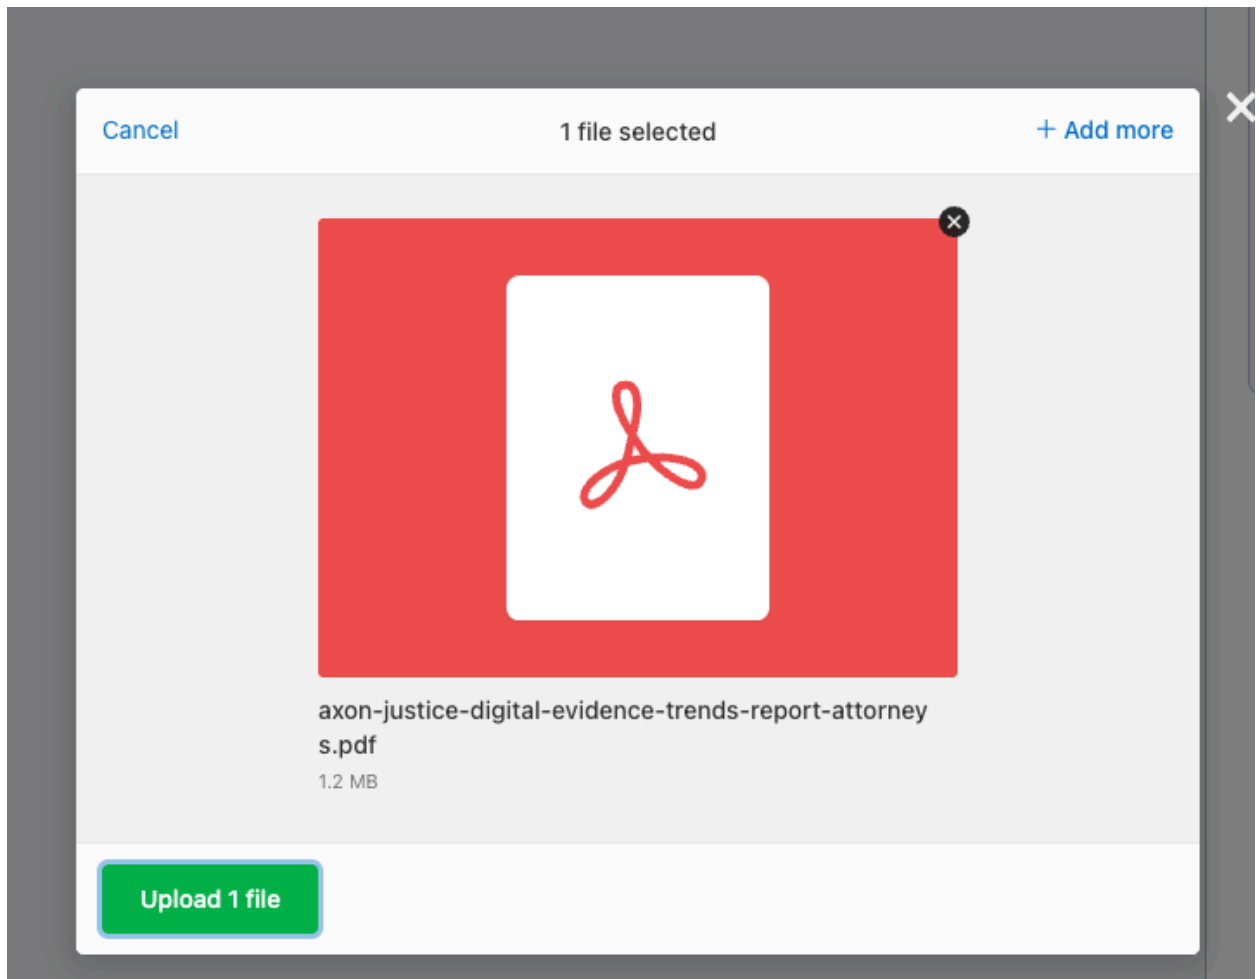 Cancel
1 file selected
+ Add more
axon-justice-digital-evidence-trends-report-attorney
s.pdf
1.2 MB
Upload 1 file